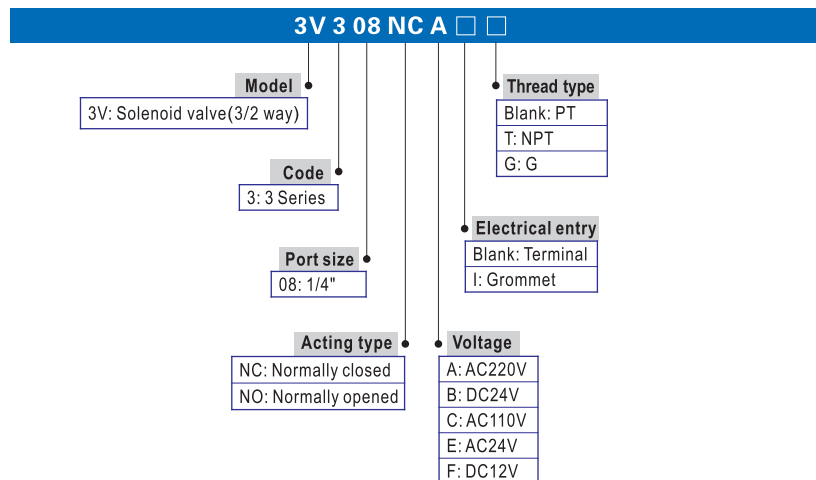 3V 3 08 NC A □ □
Model
3V: Solenoid valve(3/2 way)
Code
3: 3 Series
Port size
08: 1/4"
Acting type
NC: Normally closed
NO: Normally opened
Thread type
Blank: PT
T: NPT
G: G
Electrical entry
Blank: Terminal
I: Grommet
Voltage
A: AC220V
B: DC24V
C: AC110V
E: AC24V
F: DC12V